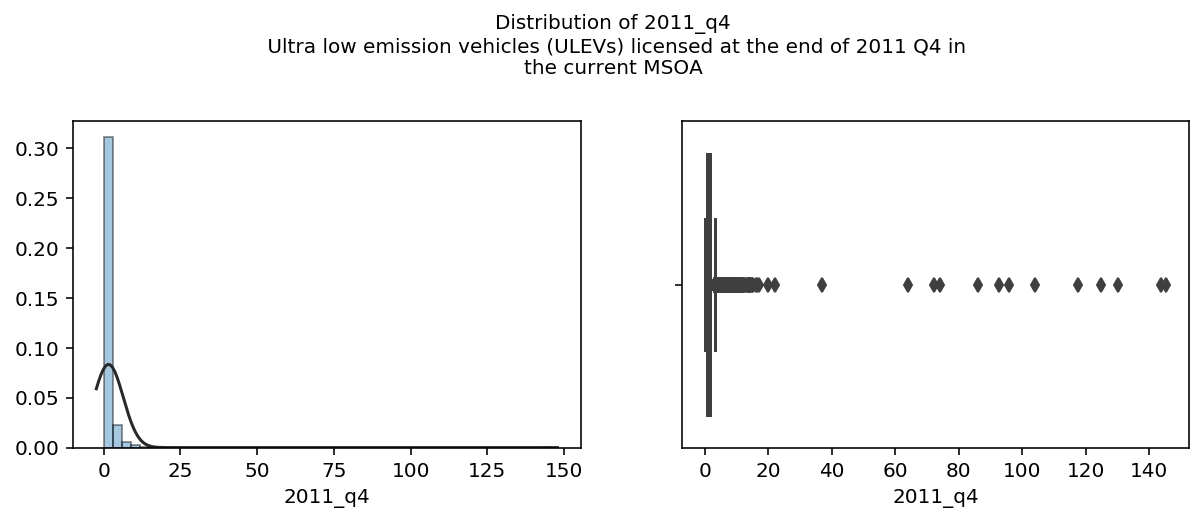 Distribution of 2011_q4
Ultra low emission vehicles (ULEVs) licensed at the end of 2011 Q4 in
the current MSOA
0.30
0.25
0.20
0.15
0.10
0.05
0.00
0 25 50 75 100 125 150
2011_q4
0 20 40 60 80 100 120 140
2011_q4